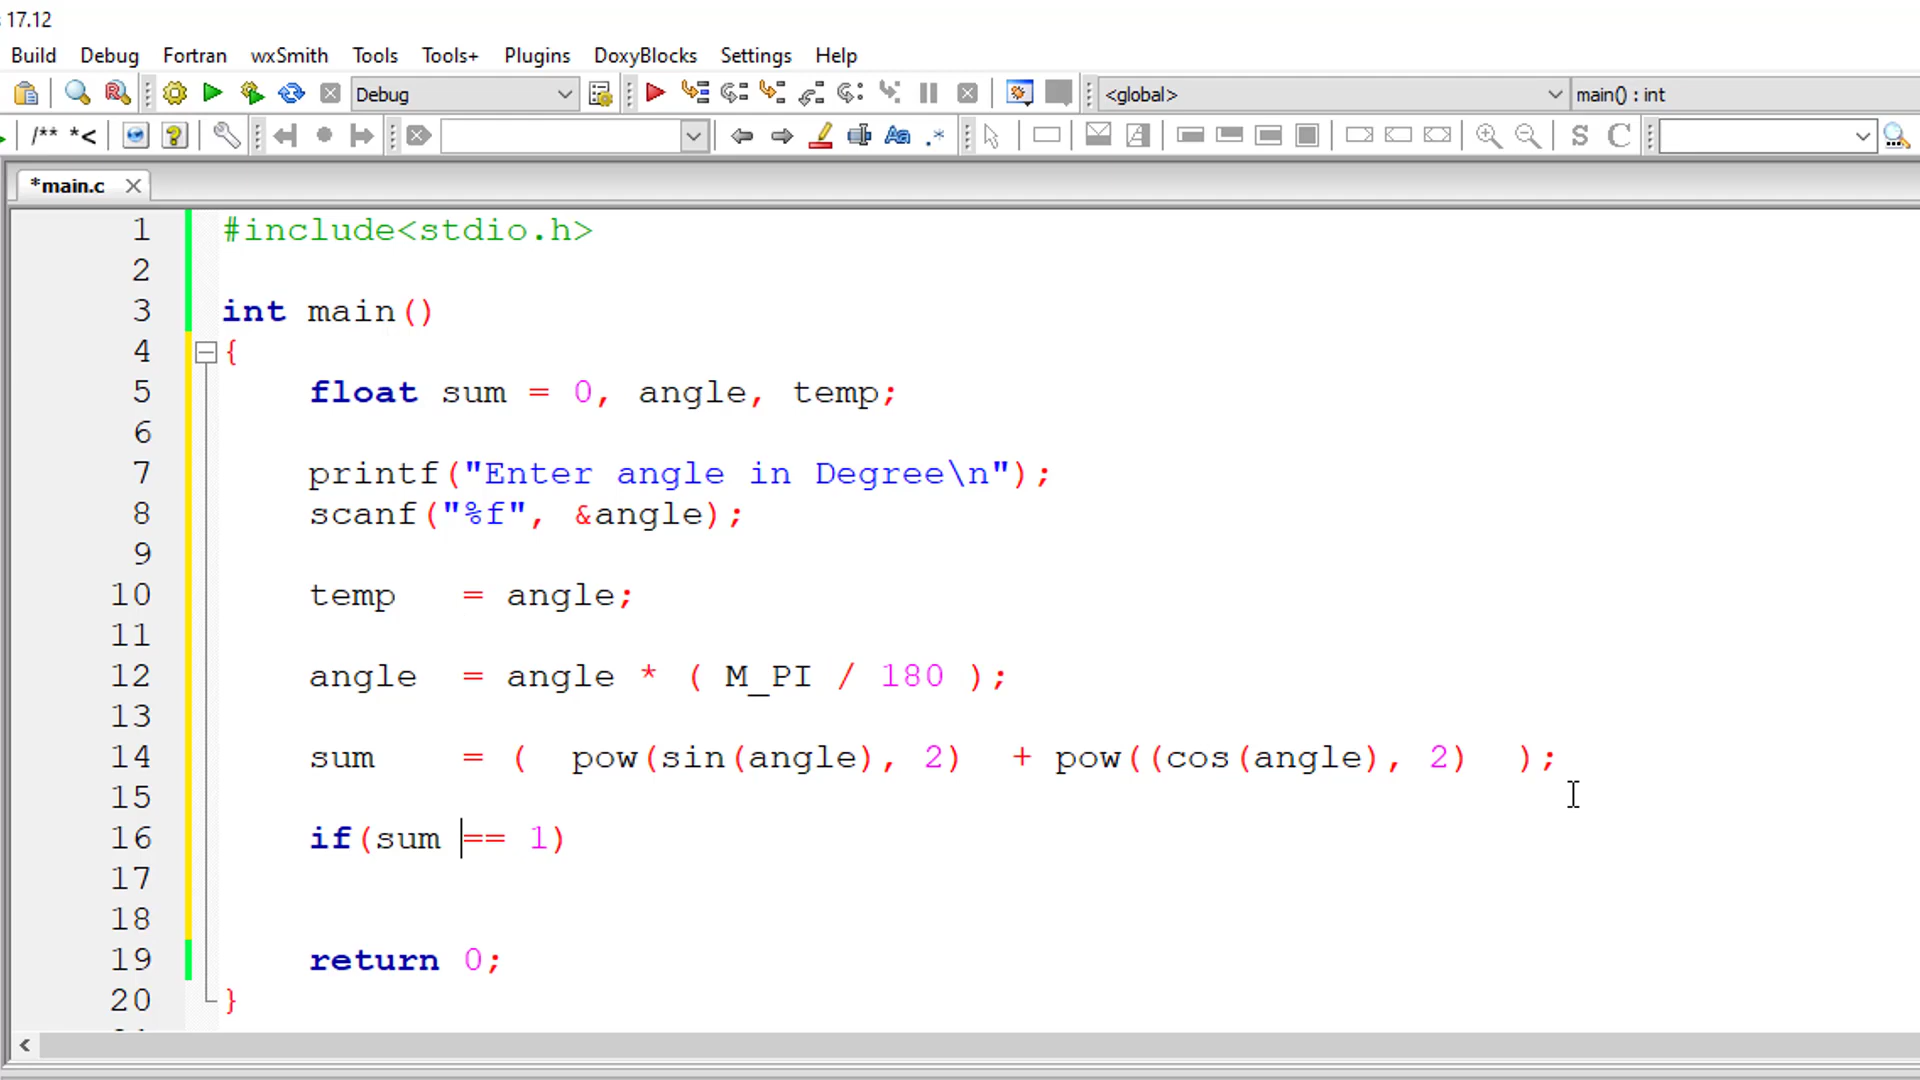 17.12
Build Debug Fortran wxSmith Tools Tools+ Plugins DoxyBlocks Settings Help
Debug <global> main() : int
/** *< Aa .* S C
*main.c
1 #include<stdio.h>
2
3 int main()
4 {
5 float sum = 0, angle, temp;
6
7 printf("Enter angle in Degree\n");
8 scanf("%f", &angle);
9
10 temp = angle;
11
12 angle = angle * ( M_PI / 180 );
13
14 sum = ( pow(sin(angle), 2) + pow((cos(angle), 2) );
15
16 if(sum == 1)
17
18
19 return 0;
20 }